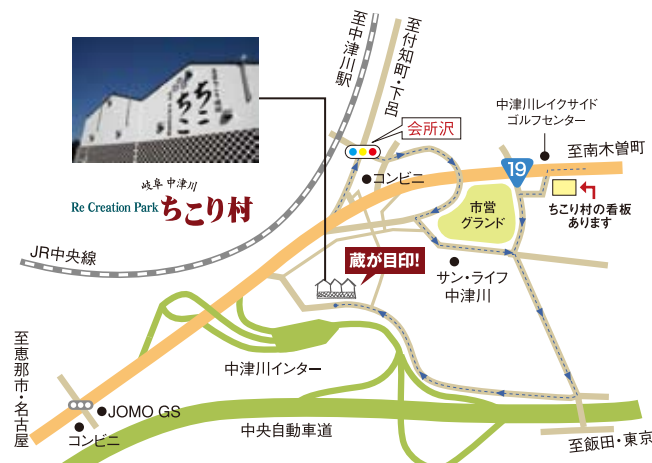 至中津川駅
至付知町・下呂
会所沢
中津川レイクサイド
ゴルフセンター
至南木曽町
19
コンビニ
ちこり村の看板
あります
市営
グランド
岐阜 中津川
Re Creation Park ちこり村
JR中央線
蔵が目印!
サン・ライフ
中津川
中津川インター
至恵那市・名古屋
JOMO GS
コンビニ
中央自動車道
至飯田・東京